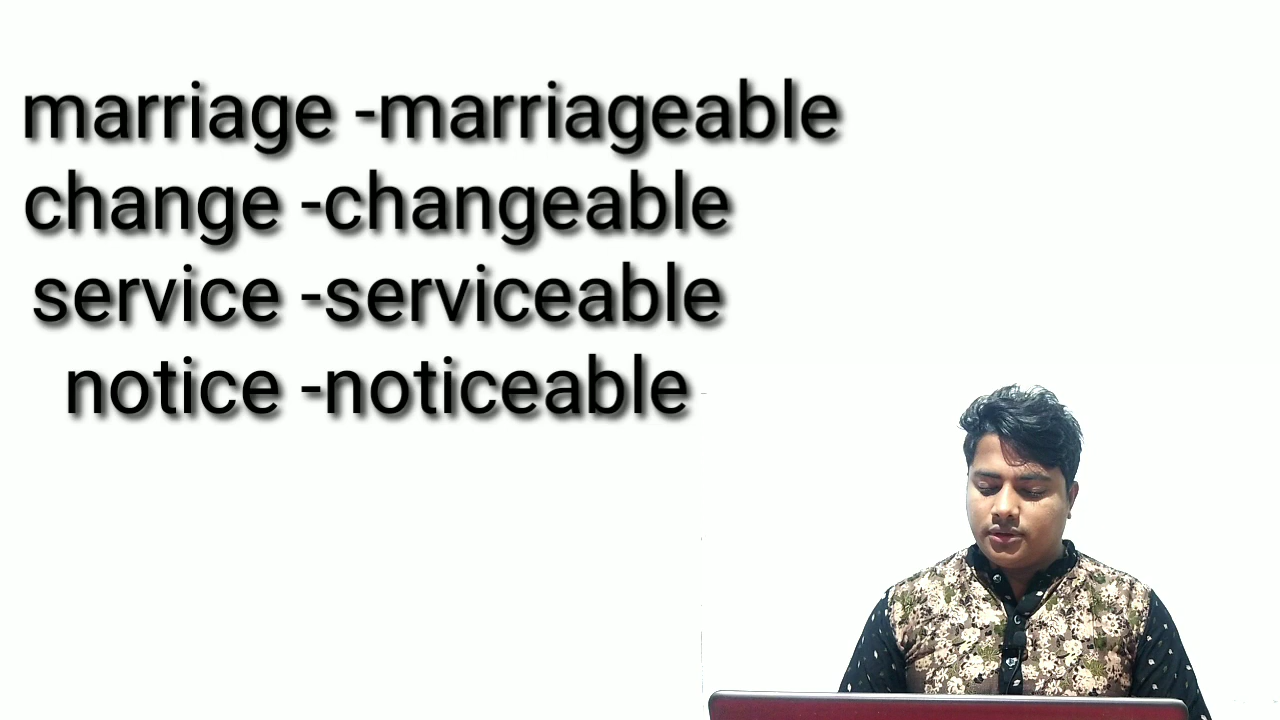 marriage -marriageable
change -changeable
service -serviceable
notice -noticeable